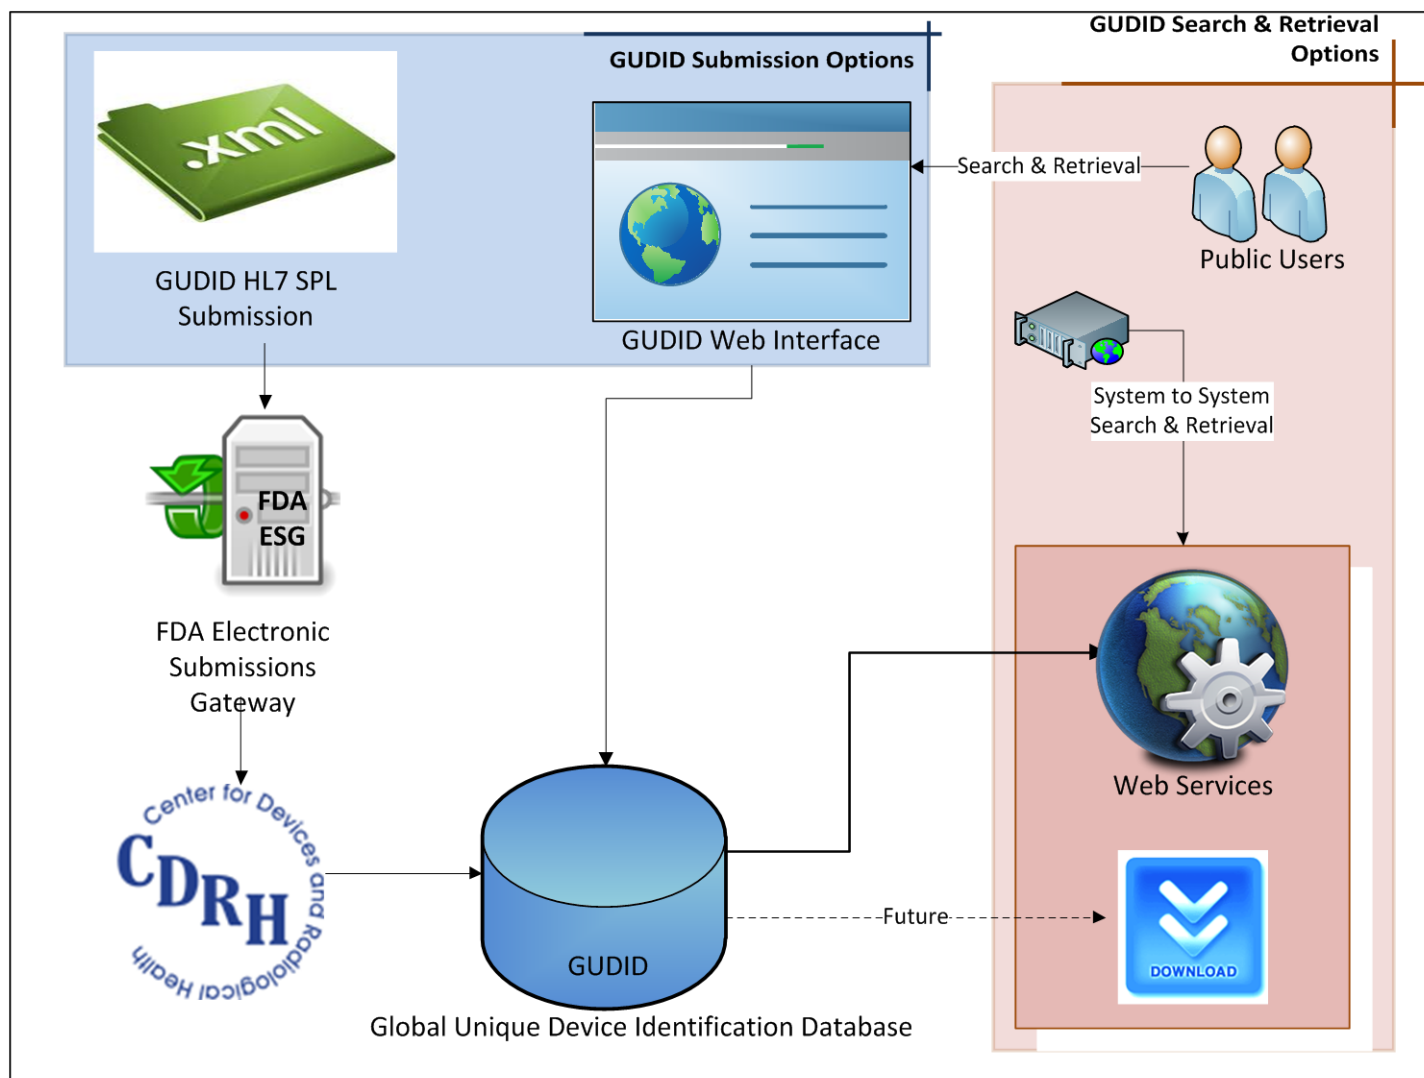 GUDID Submission Options
GUDID Search & Retrieval
Options
.xml
GUDID HL7 SPL
Submission
GUDID Web Interface
Search & Retrieval
Public Users
System to System
Search & Retrieval
FDA
ESG
FDA Electronic
Submissions
Gateway
Center for Devices and Radiological Health
CDRH
GUDID
Global Unique Device Identification Database
Web Services
Future
DOWNLOAD